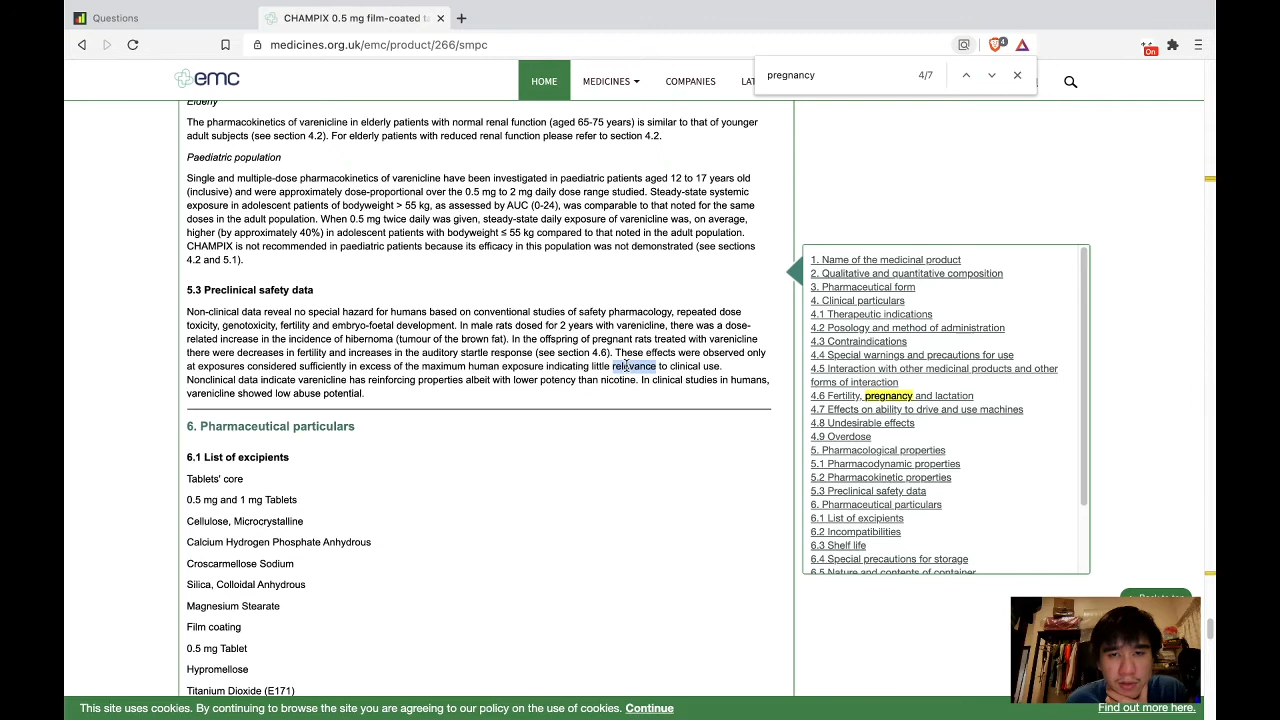 Questions
CHAMPIX 0.5 mg film-coated ta
medicines.org.uk/emc/product/266/smpc
4
On
pregnancy
4/7
emc
HOME
MEDICINES
COMPANIES
LAT
Elderly
The pharmacokinetics of varenicline in elderly patients with normal renal function (aged 65-75 years) is similar to that of younger
adult subjects (see section 4.2). For elderly patients with reduced renal function please refer to section 4.2.
Paediatric population
Single and multiple-dose pharmacokinetics of varenicline have been investigated in paediatric patients aged 12 to 17 years old
(inclusive) and were approximately dose-proportional over the 0.5 mg to 2 mg daily dose range studied. Steady-state systemic
exposure in adolescent patients of bodyweight > 55 kg, as assessed by AUC (0-24), was comparable to that noted for the same
doses in the adult population. When 0.5 mg twice daily was given, steady-state daily exposure of varenicline was, on average,
higher (by approximately 40%) in adolescent patients with bodyweight ≤ 55 kg compared to that noted in the adult population.
CHAMPIX is not recommended in paediatric patients because its efficacy in this population was not demonstrated (see sections
4.2 and 5.1).
5.3 Preclinical safety data
Non-clinical data reveal no special hazard for humans based on conventional studies of safety pharmacology, repeated dose
toxicity, genotoxicity, fertility and embryo-foetal development. In male rats dosed for 2 years with varenicline, there was a dose-
related increase in the incidence of hibernoma (tumour of the brown fat). In the offspring of pregnant rats treated with varenicline
there were decreases in fertility and increases in the auditory startle response (see section 4.6). These effects were observed only
at exposures considered sufficiently in excess of the maximum human exposure indicating little relevance to clinical use.
Nonclinical data indicate varenicline has reinforcing properties albeit with lower potency than nicotine. In clinical studies in humans,
varenicline showed low abuse potential.
6. Pharmaceutical particulars
6.1 List of excipients
Tablets' core
0.5 mg and 1 mg Tablets
Cellulose, Microcrystalline
Calcium Hydrogen Phosphate Anhydrous
Croscarmellose Sodium
Silica, Colloidal Anhydrous
Magnesium Stearate
Film coating
0.5 mg Tablet
Hypromellose
Titanium Dioxide (E171)
1. Name of the medicinal product
2. Qualitative and quantitative composition
3. Pharmaceutical form
4. Clinical particulars
4.1 Therapeutic indications
4.2 Posology and method of administration
4.3 Contraindications
4.4 Special warnings and precautions for use
4.5 Interaction with other medicinal products and other
forms of interaction
4.6 Fertility, pregnancy and lactation
4.7 Effects on ability to drive and use machines
4.8 Undesirable effects
4.9 Overdose
5. Pharmacological properties
5.1 Pharmacodynamic properties
5.2 Pharmacokinetic properties
5.3 Preclinical safety data
6. Pharmaceutical particulars
6.1 List of excipients
6.2 Incompatibilities
6.3 Shelf life
6.4 Special precautions for storage
6.5 Nature and contents of container
Back to top
This site uses cookies. By continuing to browse the site you are agreeing to our policy on the use of cookies. Continue
Find out more here.